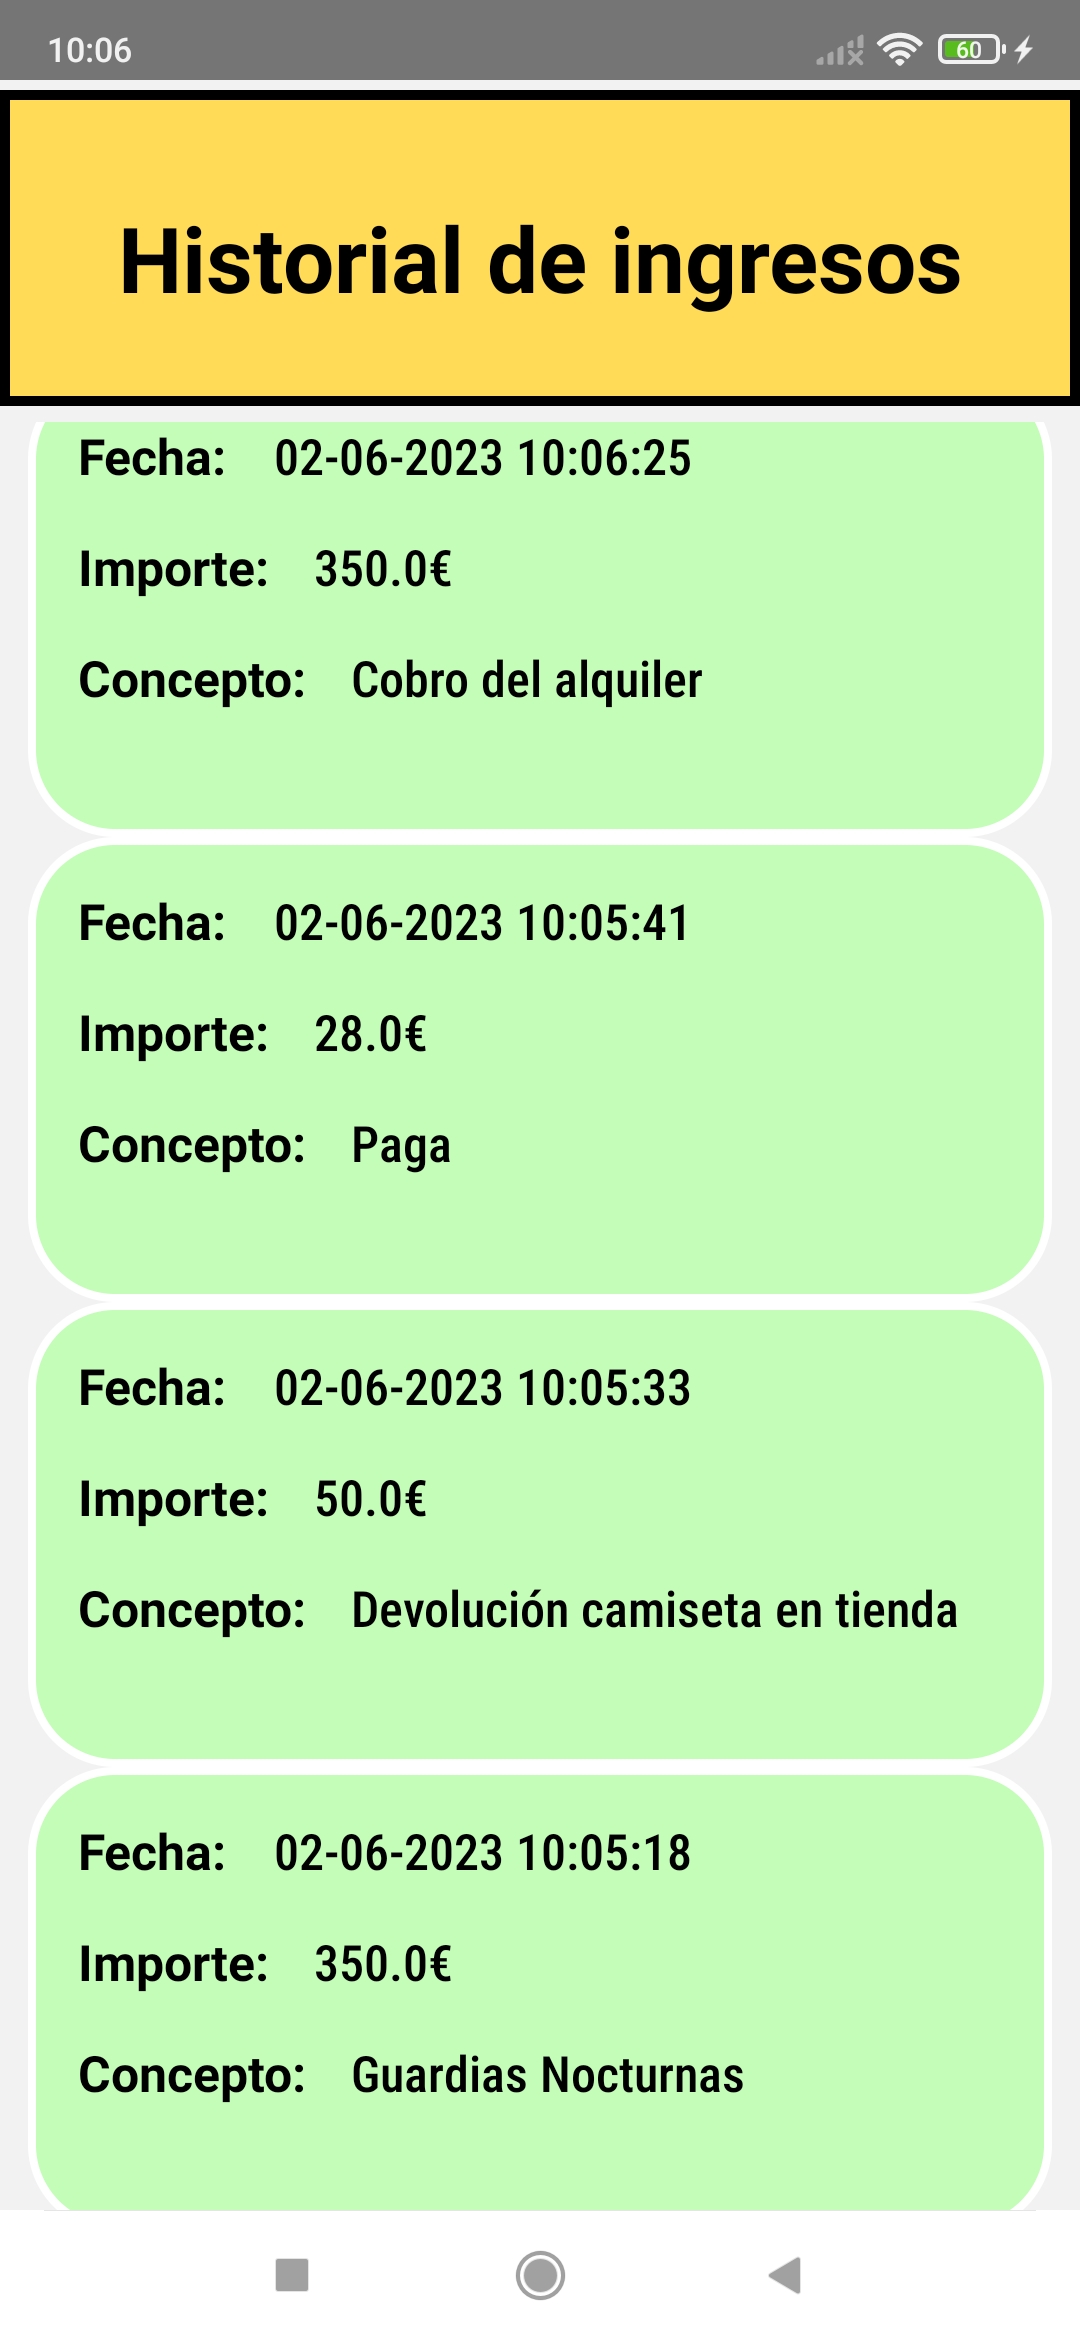 10:06
60
Historial de ingresos
Fecha: 02-06-2023 10:06:25
Importe: 350.0€
Concepto: Cobro del alquiler
Fecha: 02-06-2023 10:05:41
Importe: 28.0€
Concepto: Paga
Fecha: 02-06-2023 10:05:33
Importe: 50.0€
Concepto: Devolución camiseta en tienda
Fecha: 02-06-2023 10:05:18
Importe: 350.0€
Concepto: Guardias Nocturnas